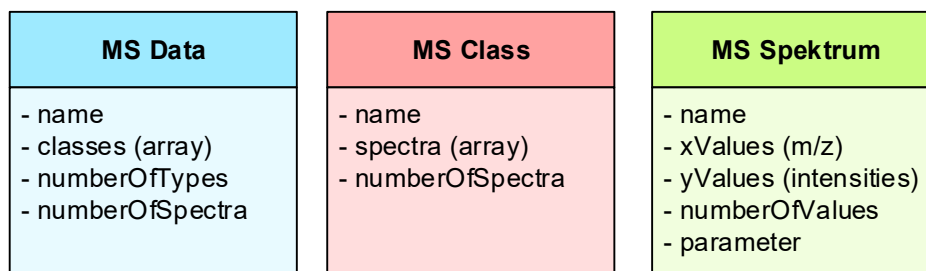 MS Data
- name
- classes (array)
- numberOfTypes
- numberOfSpectra
MS Class
- name
- spectra (array)
- numberOfSpectra
MS Spektrum
- name
- xValues (m/z)
- yValues (intensities)
- numberOfValues
- parameter